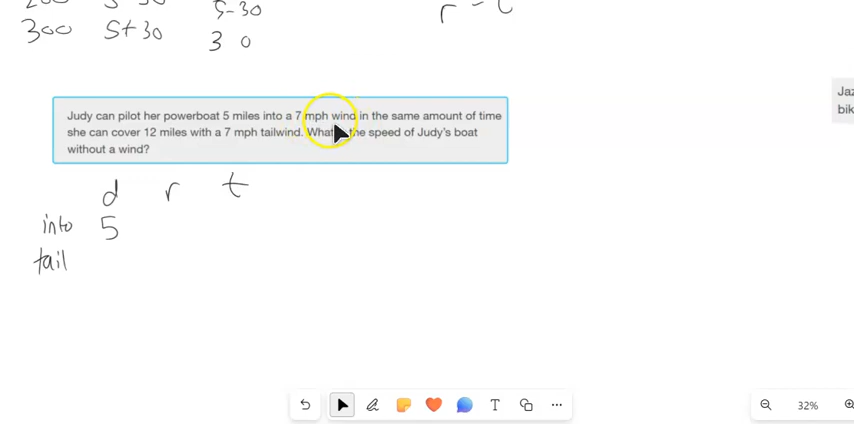 s-30
r = t
300 s+30
3 0
Judy can pilot her powerboat 5 miles into a 7 mph wind in the same amount of time
she can cover 12 miles with a 7 mph tailwind. What the speed of Judy's boat
without a wind?
Jaz
bik
d r t
into 5
tail
T
32%